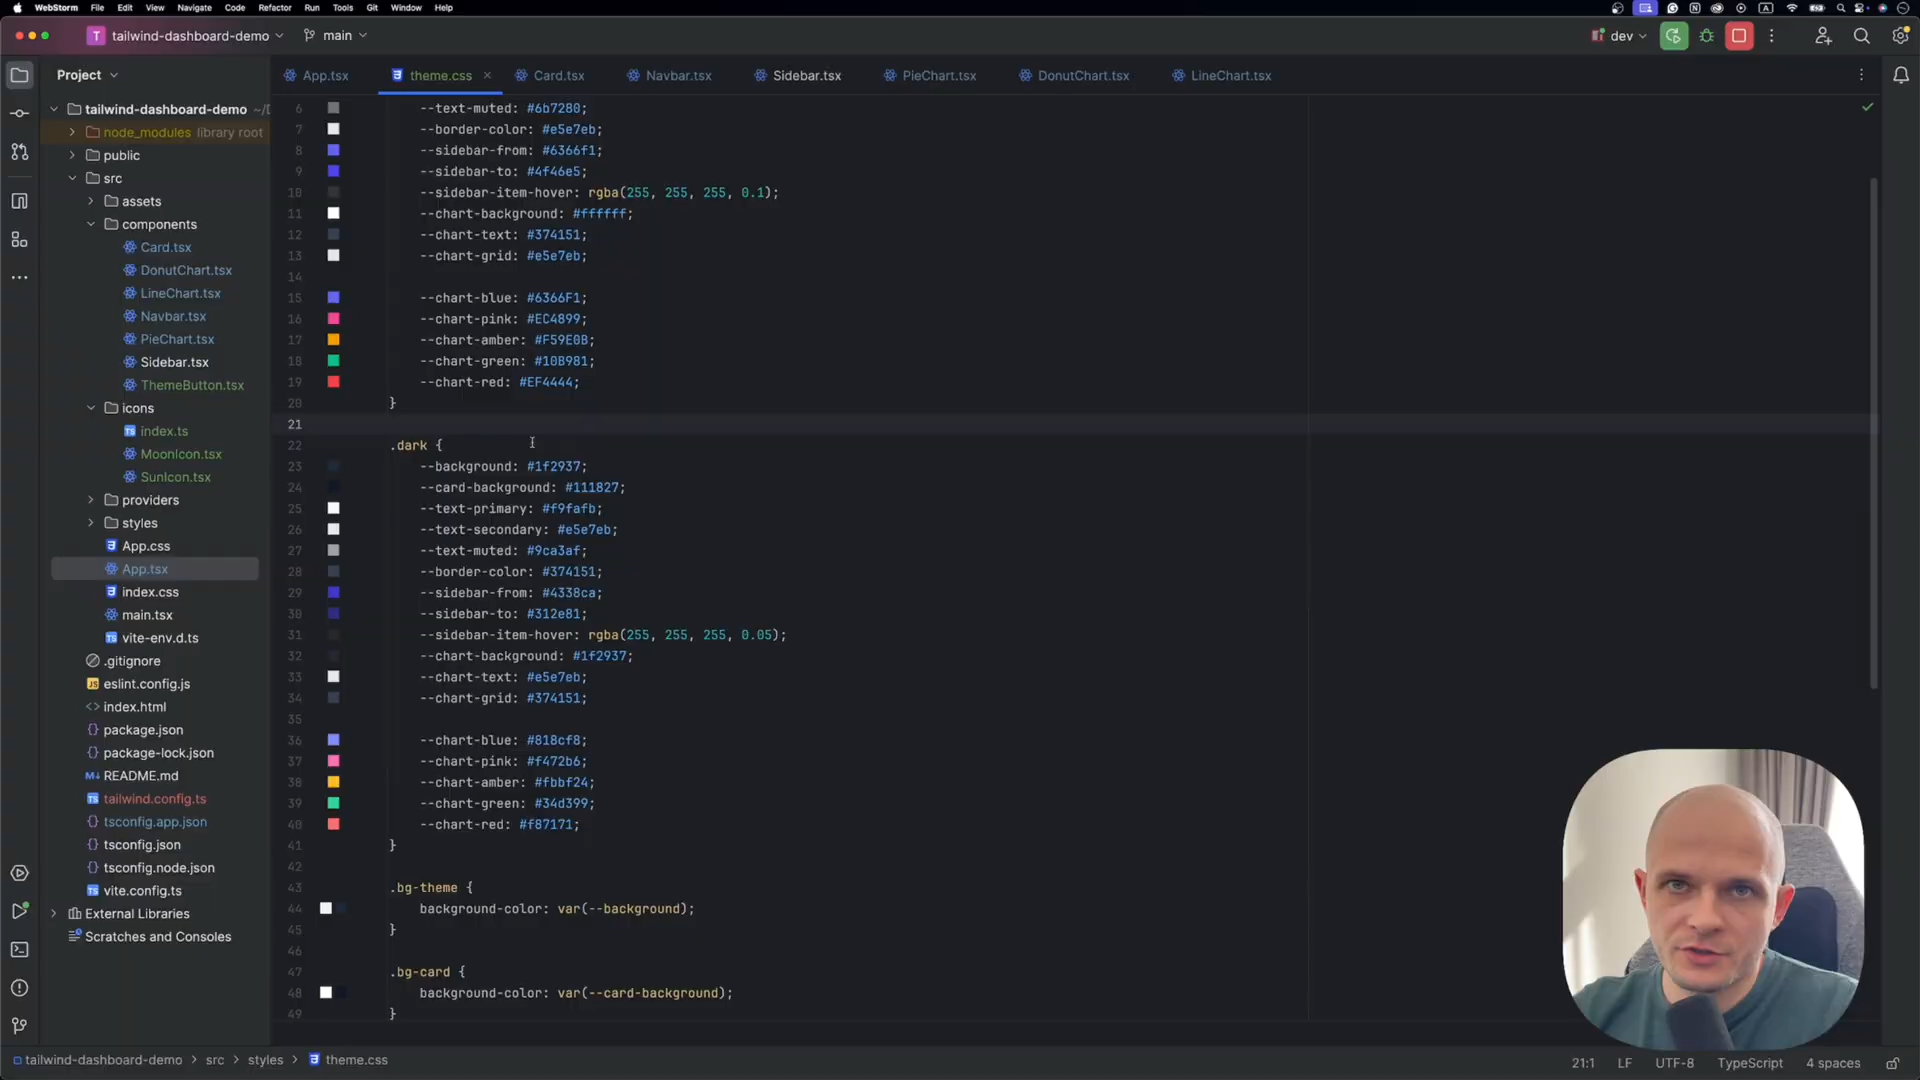 WebStorm File Edit View Navigate Code Refactor Run Tools Git Window Help
T tailwind-dashboard-demo main dev
Project
App.tsx theme.css Card.tsx Navbar.tsx Sidebar.tsx PieChart.tsx DonutChart.tsx LineChart.tsx
tailwind-dashboard-demo ~/D
node_modules library root
public
src
assets
components
Card.tsx
DonutChart.tsx
LineChart.tsx
Navbar.tsx
PieChart.tsx
Sidebar.tsx
ThemeButton.tsx
icons
TS index.ts
MoonIcon.tsx
SunIcon.tsx
providers
styles
App.css
App.tsx
index.css
main.tsx
TS vite-env.d.ts
.gitignore
JS eslint.config.js
<> index.html
{} package.json
{} package-lock.json
M↓ README.md
TS tailwind.config.ts
{} tsconfig.app.json
{} tsconfig.json
{} tsconfig.node.json
TS vite.config.ts
External Libraries
Scratches and Consoles
6 --text-muted: #6b7280;
7 --border-color: #e5e7eb;
8 --sidebar-from: #6366f1;
9 --sidebar-to: #4f46e5;
10 --sidebar-item-hover: rgba(255, 255, 255, 0.1);
11 --chart-background: #ffffff;
12 --chart-text: #374151;
13 --chart-grid: #e5e7eb;
14
15 --chart-blue: #6366F1;
16 --chart-pink: #EC4899;
17 --chart-amber: #F59E0B;
18 --chart-green: #10B981;
19 --chart-red: #EF4444;
20 }
21
22 .dark {
23 --background: #1f2937;
24 --card-background: #111827;
25 --text-primary: #f9fafb;
26 --text-secondary: #e5e7eb;
27 --text-muted: #9ca3af;
28 --border-color: #374151;
29 --sidebar-from: #4338ca;
30 --sidebar-to: #312e81;
31 --sidebar-item-hover: rgba(255, 255, 255, 0.05);
32 --chart-background: #1f2937;
33 --chart-text: #e5e7eb;
34 --chart-grid: #374151;
35
36 --chart-blue: #818cf8;
37 --chart-pink: #f472b6;
38 --chart-amber: #fbbf24;
39 --chart-green: #34d399;
40 --chart-red: #f87171;
41 }
42
43 .bg-theme {
44 background-color: var(--background);
45 }
46
47 .bg-card {
48 background-color: var(--card-background);
49 }
tailwind-dashboard-demo > src > styles > theme.css 21:1 LF UTF-8 TypeScript 4 spaces